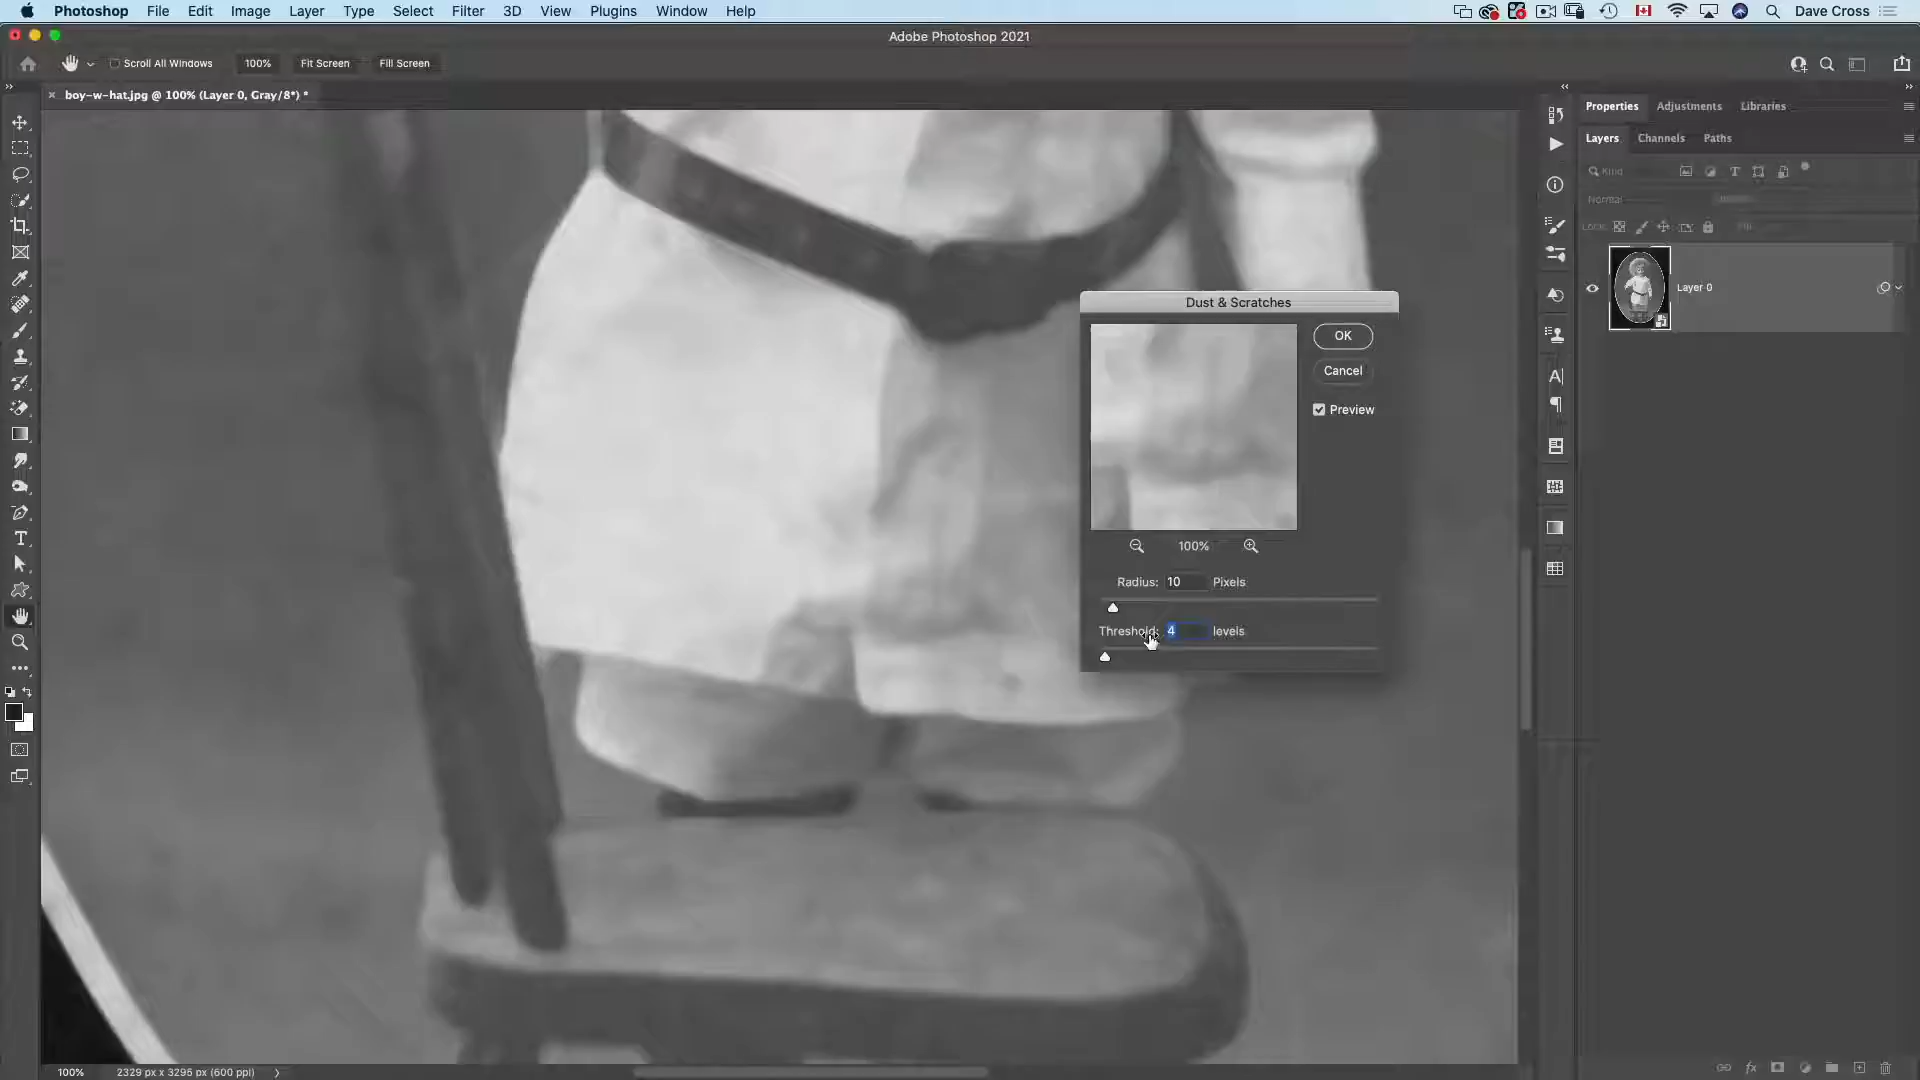 Photoshop File Edit Image Layer Type Select Filter 3D View Plugins Window Help Dave Cross
Adobe Photoshop 2021
Scroll All Windows 100% Fit Screen Fill Screen
boy-w-hat.jpg @ 100% (Layer 0, Gray/8*) *
Properties Adjustments Libraries
Layers Channels Paths
Kind
Normal
Lock:
Layer 0
Dust & Scratches
OK
Cancel
Preview
100%
Radius: 10 Pixels
Threshold: 4 levels
100% 2329 px x 3295 px (600 ppi)